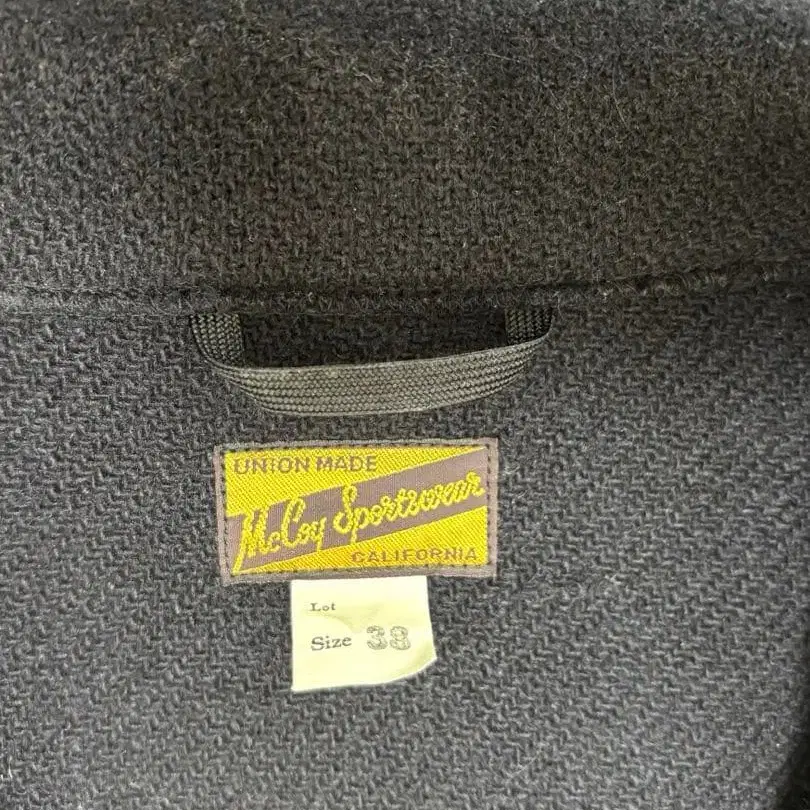 UNION MADE
McCoy Sportswear
CALIFORNIA
Lot
Size 38